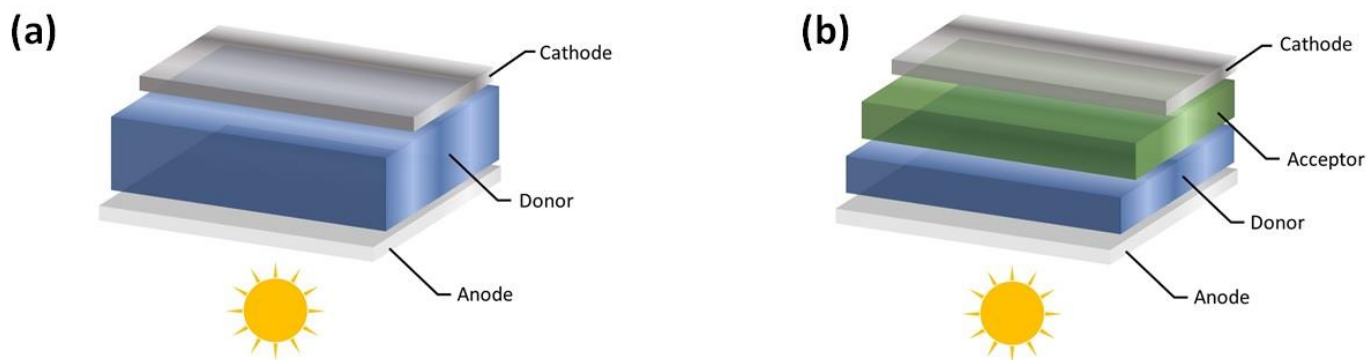 (a)
Cathode
Donor
Anode
(b)
Cathode
Acceptor
Donor
Anode